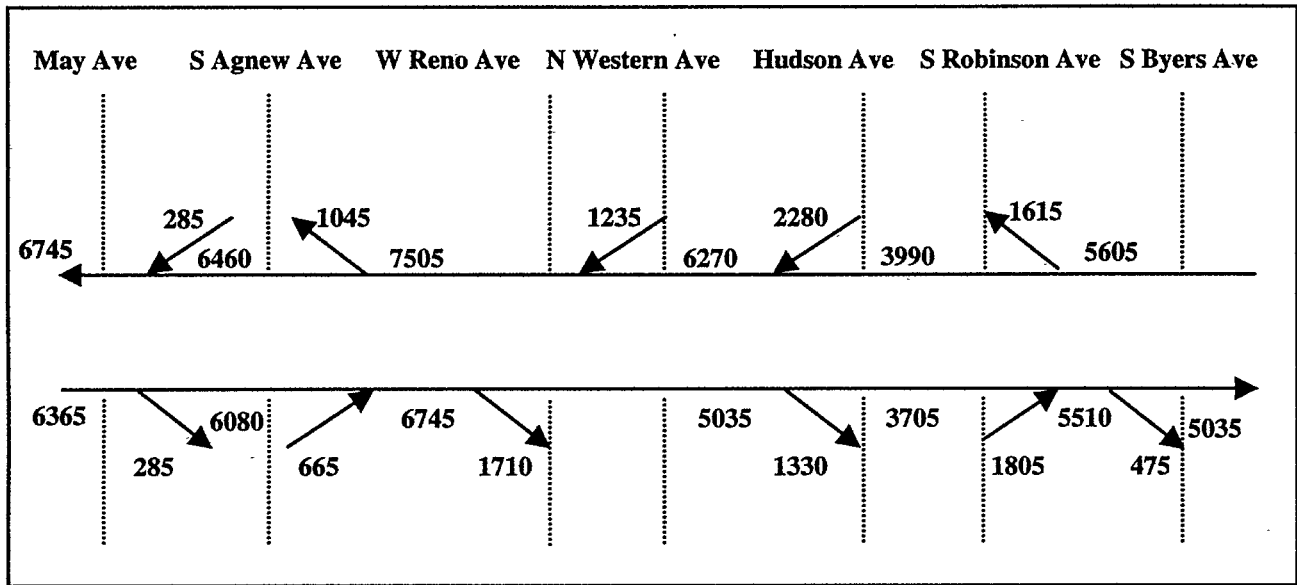 May Ave S Agnew Ave W Reno Ave N Western Ave Hudson Ave S Robinson Ave S Byers Ave
285 1045 1235 2280 1615
6745 6460 7505 6270 3990 5605
6365 6080 6745 5035 3705 5510 5035
285 665 1710 1330 1805 475